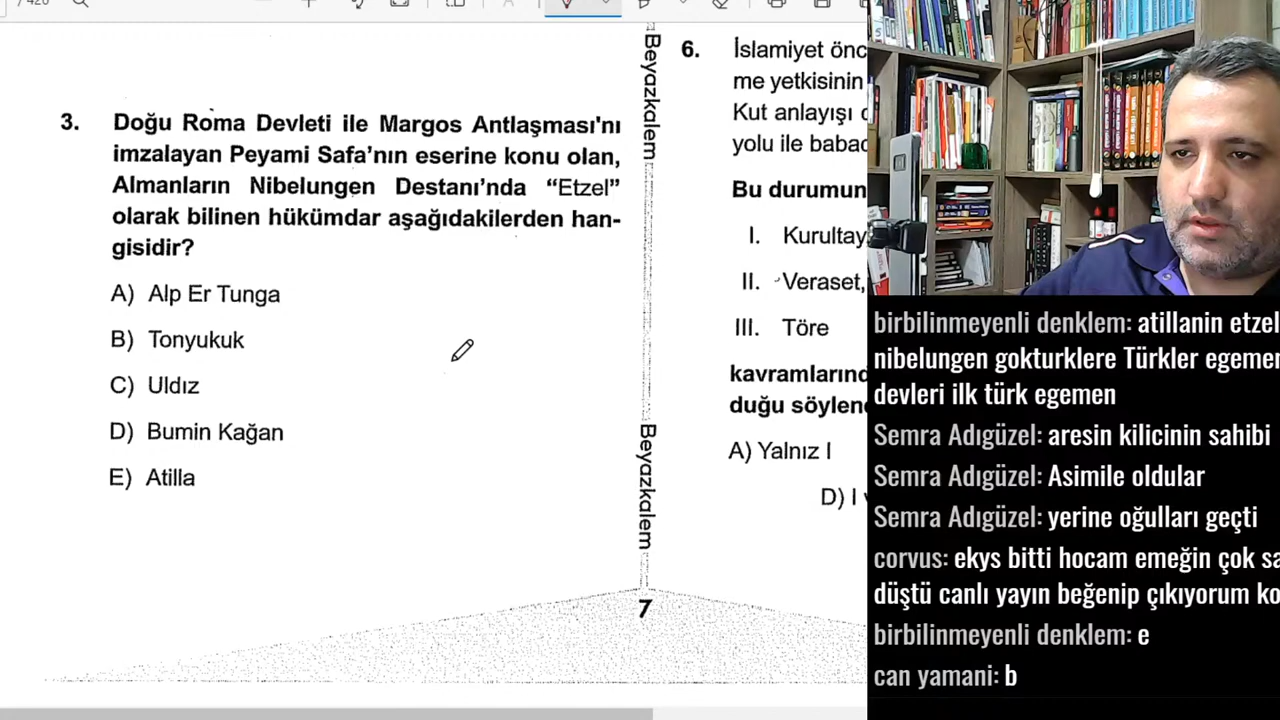 / 420
3. Doğu Roma Devleti ile Margos Antlaşması'nı
imzalayan Peyami Safa'nın eserine konu olan,
Almanların Nibelungen Destanı'nda "Etzel"
olarak bilinen hükümdar aşağıdakilerden han-
gisidir?
A) Alp Er Tunga
B) Tonyukuk
C) Uldız
D) Bumin Kağan
E) Atilla
Beyazkalem
Beyazkalem
7
6. İslamiyet önc
me yetkisinin
Kut anlayışı
yolu ile babad
Bu durumun
I. Kurultay
II. Veraset,
III. Töre
kavramlarınd
duğu söylene
A) Yalnız I
D) I v
birbilinmeyenli denklem: atillanin etzel
nibelungen gokturklere Türkler egemen
devleri ilk türk egemen
Semra Adıgüzel: aresin kilicinin sahibi
Semra Adıgüzel: Asimile oldular
Semra Adıgüzel: yerine oğulları geçti
corvus: ekys bitti hocam emeğin çok sa
düştü canlı yayın beğenip çıkıyorum ko
birbilinmeyenli denklem: e
can yamani: b